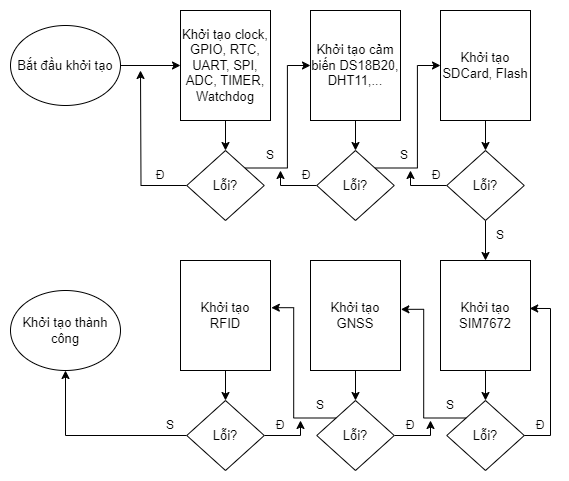 Bắt đầu khởi tạo
Khởi tạo clock,
GPIO, RTC,
UART, SPI,
ADC, TIMER,
Watchdog
Khởi tạo cảm
biến DS18B20,
DHT11,...
Khởi tạo
SDCard, Flash
S
S
Đ
Đ
Đ
Lỗi?
Lỗi?
Lỗi?
S
Khởi tạo
SIM7672
Khởi tạo
GNSS
Khởi tạo
RFID
Khởi tạo thành
công
S
S
S
Đ
Đ
Đ
Lỗi?
Lỗi?
Lỗi?